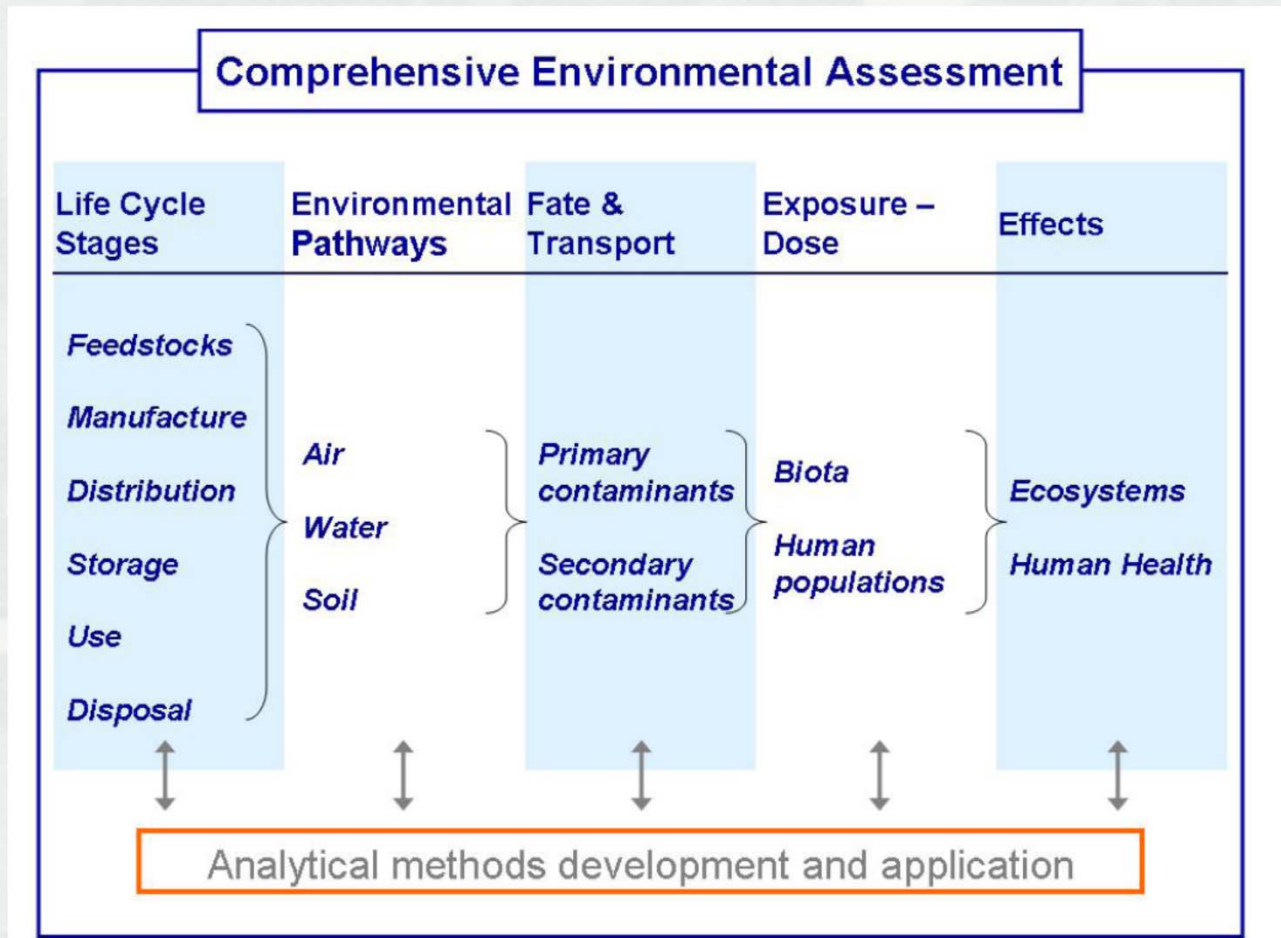 Comprehensive Environmental Assessment
Life Cycle
Stages
Environmental
Pathways
Fate &
Transport
Exposure –
Dose
Effects
Feedstocks
Manufacture
Distribution
Storage
Use
Disposal
Air
Water
Soil
Primary
contaminants
Secondary
contaminants
Biota
Human
populations
Ecosystems
Human Health
Analytical methods development and application